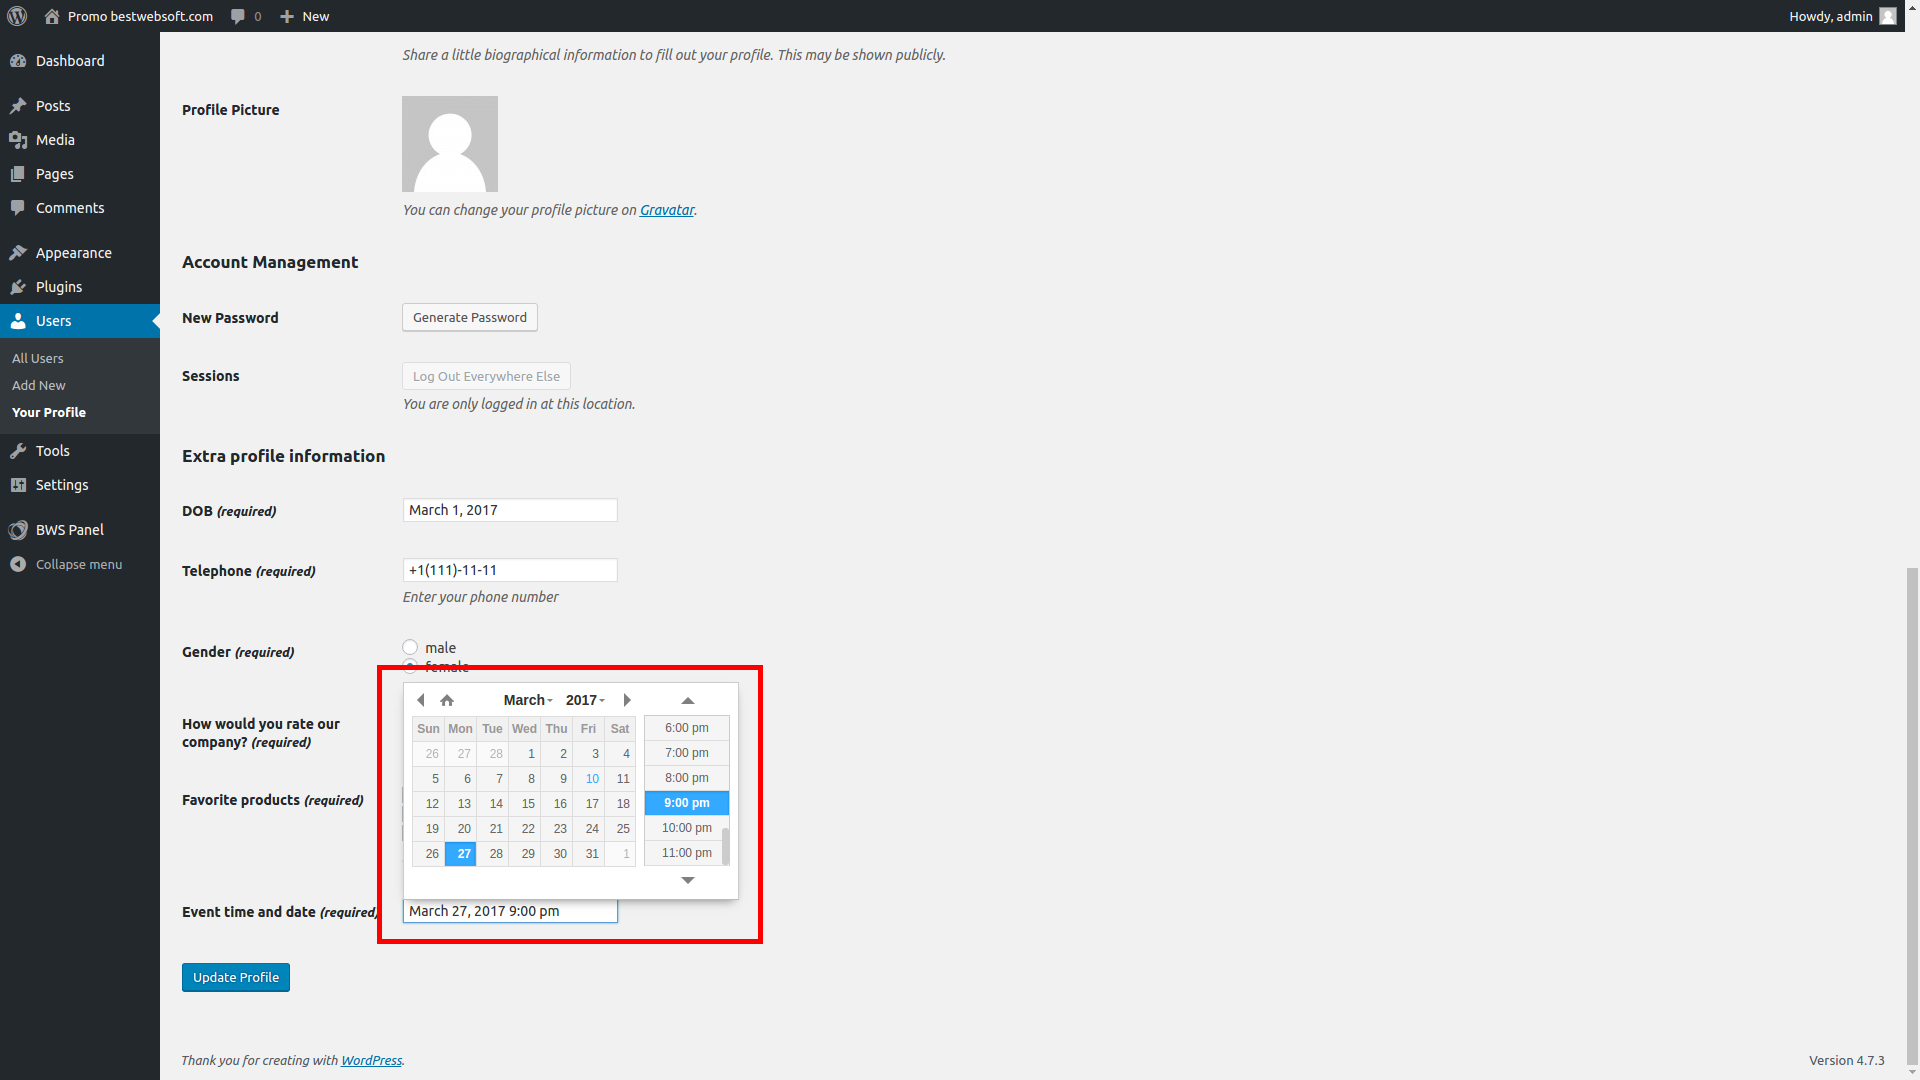 Promo bestwebsoft.com 0 New Howdy, admin
Dashboard
Posts
Media
Pages
Comments
Appearance
Plugins
Users
All Users
Add New
Your Profile
Tools
Settings
BWS Panel
Collapse menu
Share a little biographical information to fill out your profile. This may be shown publicly.
Profile Picture
You can change your profile picture on Gravatar.
Account Management
New Password Generate Password
Sessions Log Out Everywhere Else
You are only logged in at this location.
Extra profile information
DOB (required) March 1, 2017
Telephone (required) +1(111)-11-11
Enter your phone number
Gender (required) male
female
How would you rate our
company? (required)
Favorite products (required)
March 2017
Sun Mon Tue Wed Thu Fri Sat
26 27 28 1 2 3 4
5 6 7 8 9 10 11
12 13 14 15 16 17 18
19 20 21 22 23 24 25
26 27 28 29 30 31 1
6:00 pm
7:00 pm
8:00 pm
9:00 pm
10:00 pm
11:00 pm
Event time and date (required) March 27, 2017 9:00 pm
Update Profile
Thank you for creating with WordPress. Version 4.7.3